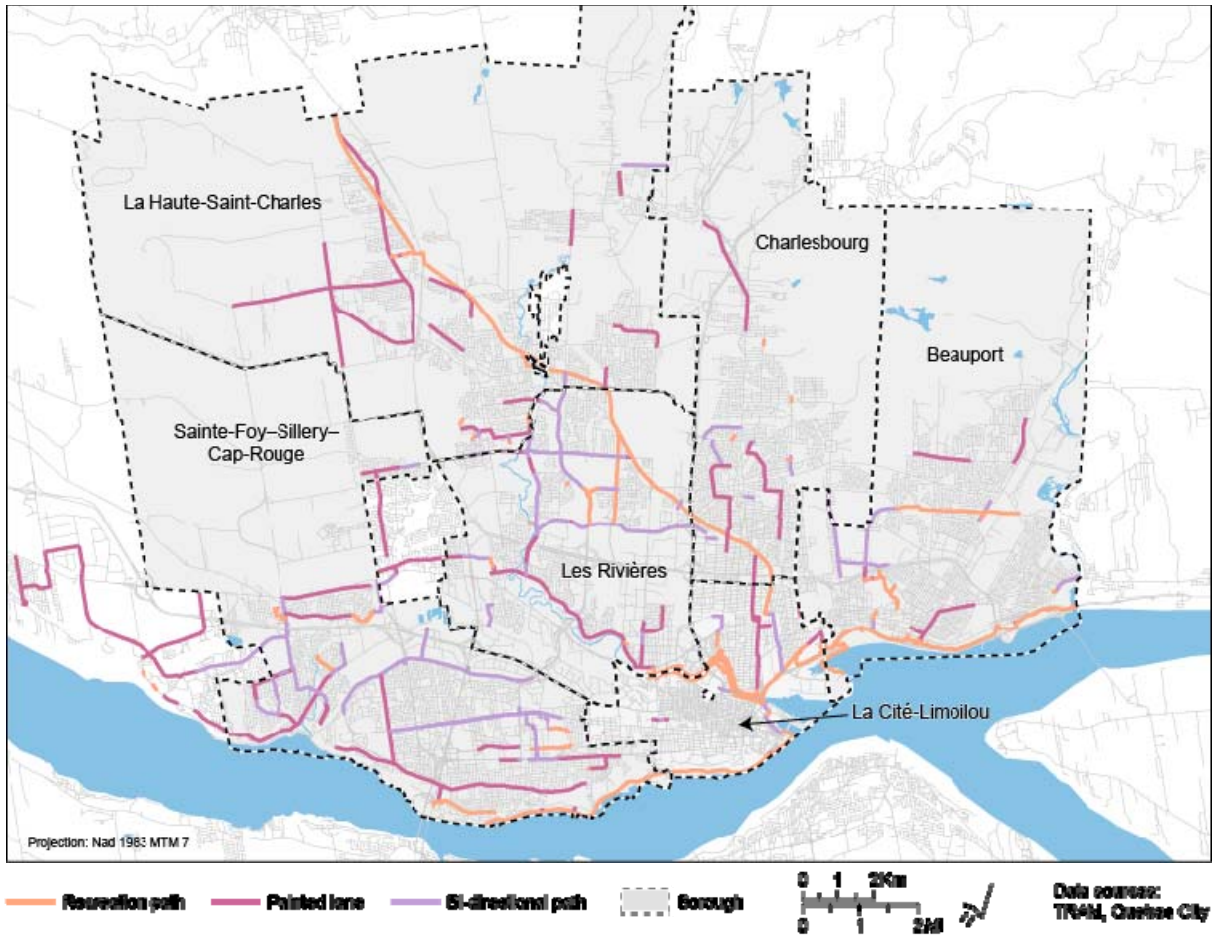 La Haute-Saint-Charles
Charlesbourg
Beauport
Sainte-Foy–Sillery–
Cap-Rouge
Les Rivières
La Cité-Limoilou
Projection: Nad 1983 MTM 7
Recreation path
Painted lane
Bi-directional path
Borough
0 1 2Km
0 1 2Mi
Data sources:
Quebec City